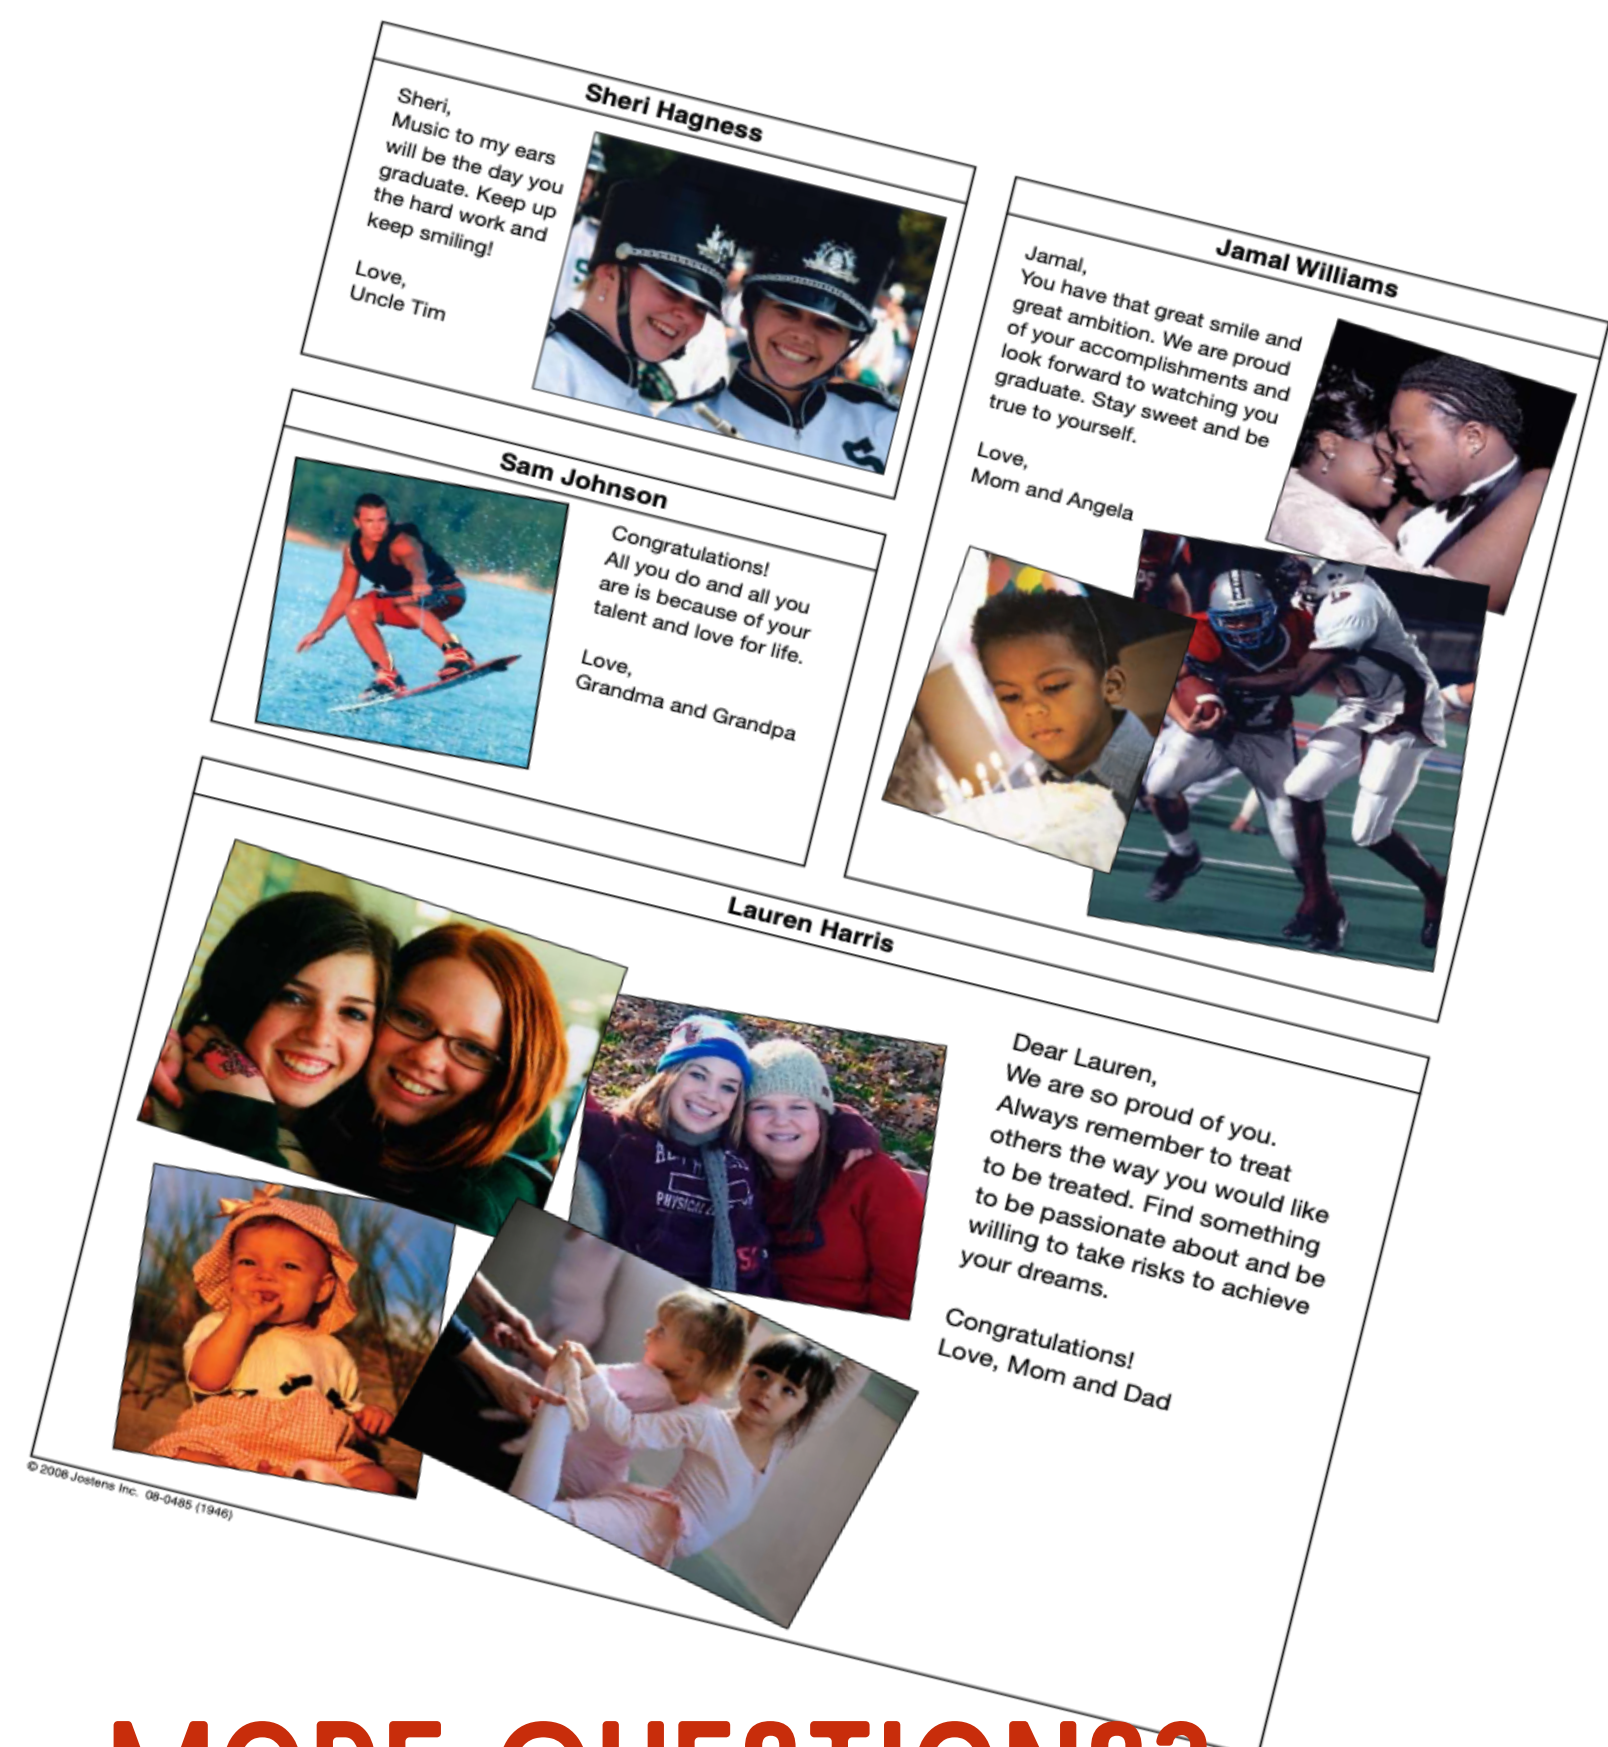 Sheri Hagness
Sheri,
Music to my ears
will be the day you
graduate. Keep up
the hard work and
keep smiling!
Love,
Uncle Tim
Jamal Williams
Jamal,
You have that great smile and
great ambition. We are proud
of your accomplishments and
look forward to watching you
graduate. Stay sweet and be
true to yourself.
Love,
Mom and Angela
Sam Johnson
Congratulations!
All you do and all you
are is because of your
talent and love for life.
Love,
Grandma and Grandpa
Lauren Harris
Dear Lauren,
We are so proud of you.
Always remember to treat
others the way you would like
to be treated. Find something
to be passionate about and be
willing to take risks to achieve
your dreams.
Congratulations!
Love, Mom and Dad
PHYSICAL
© 2008 Jostens Inc. 08-0485 (1946)
MORE QUESTIONS?